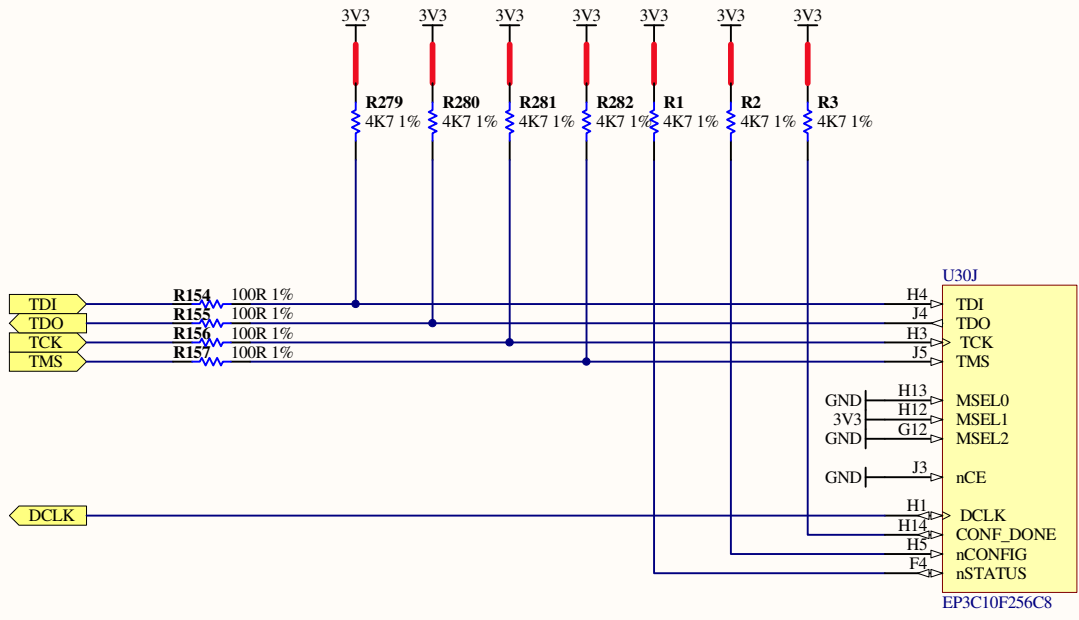 3V3 3V3 3V3 3V3 3V3 3V3 3V3
R279 R280 R281 R282 R1 R2 R3
4K7 1% 4K7 1% 4K7 1% 4K7 1% 4K7 1% 4K7 1% 4K7 1%
U30J
TDI R154 100R 1% H4 TDI
TDO R155 100R 1% J4 TDO
TCK R156 100R 1% H3 TCK
TMS R157 100R 1% J5 TMS
GND H13 MSEL0
3V3 H12 MSEL1
GND G12 MSEL2
GND J3 nCE
DCLK H1 DCLK
H14 CONF_DONE
H5 nCONFIG
F4 nSTATUS
EP3C10F256C8